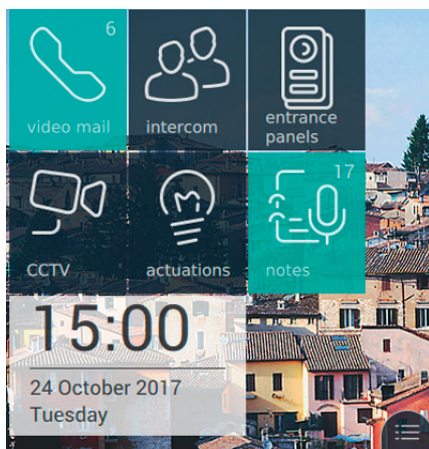 6
video mail
intercom
entrance
panels
CCTV
actuations
17
notes
15:00
24 October 2017
Tuesday